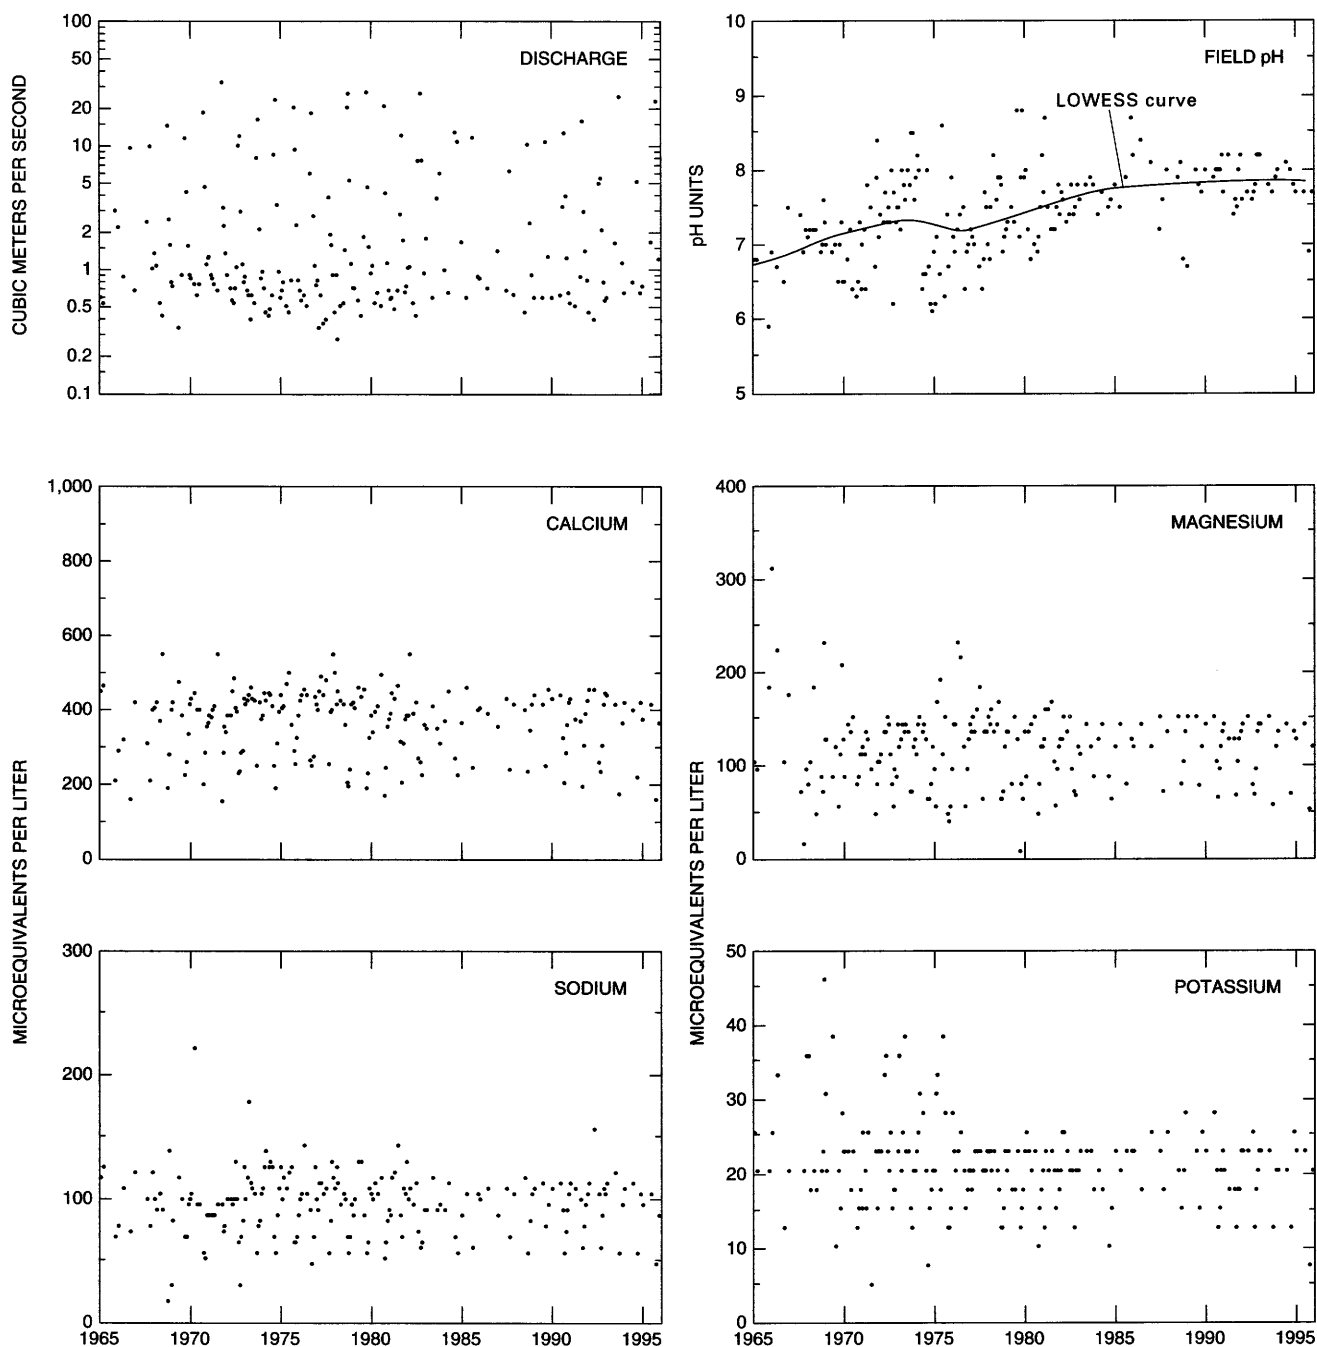 DISCHARGE
CUBIC METERS PER SECOND
100
50
20
10
5
2
1
0.5
0.2
0.1
FIELD pH
LOWESS curve
pH UNITS
10
9
8
7
6
5
CALCIUM
1,000
800
600
400
200
0
MAGNESIUM
400
300
200
100
0
MICROEQUIVALENTS PER LITER
MICROEQUIVALENTS PER LITER
SODIUM
300
200
100
0
1965 1970 1975 1980 1985 1990 1995
POTASSIUM
50
40
30
20
10
0
1965 1970 1975 1980 1985 1990 1995